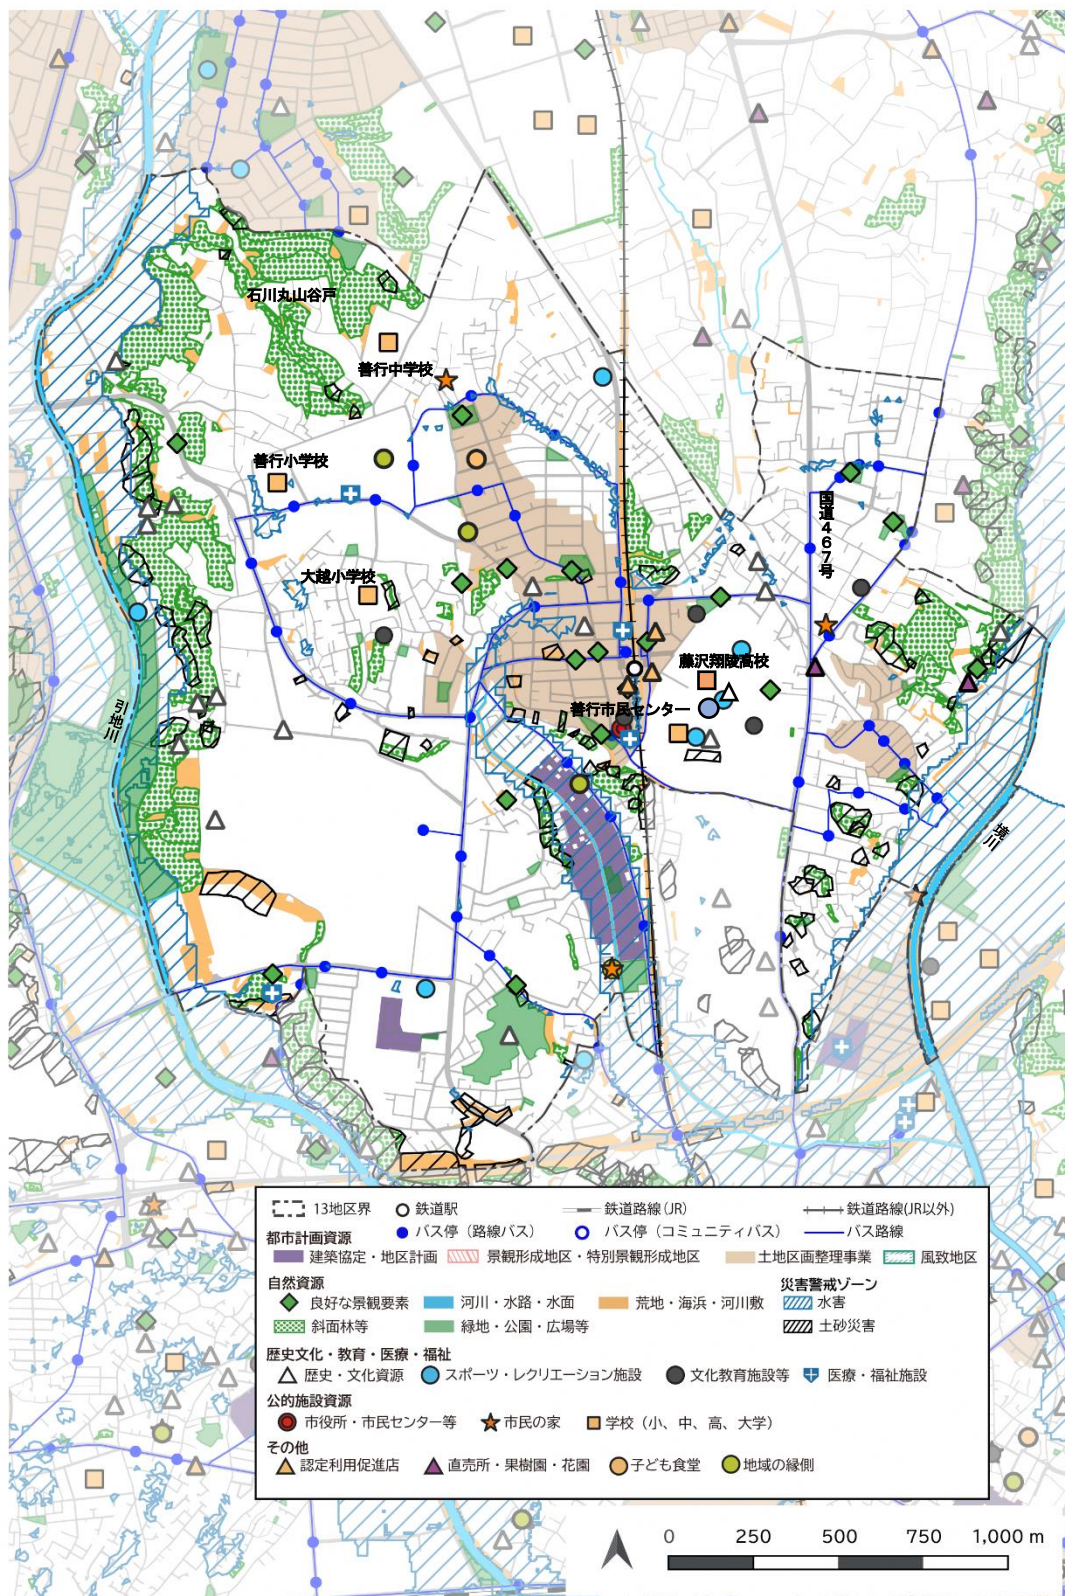 石川丸山谷戸
善行中学校
善行小学校
国道467号
大越小学校
藤沢翔陵高校
引地川
善行市民センター
境川
13地区界
鉄道駅
鉄道路線(JR)
鉄道路線(JR以外)
バス停（路線バス）
バス停（コミュニティバス）
バス路線
都市計画資源
建築協定・地区計画
景観形成地区・特別景観形成地区
土地区画整理事業
風致地区
自然資源
災害警戒ゾーン
良好な景観要素
河川・水路・水面
荒地・海浜・河川敷
水害
斜面林等
緑地・公園・広場等
土砂災害
歴史文化・教育・医療・福祉
歴史・文化資源
スポーツ・レクリエーション施設
文化教育施設等
医療・福祉施設
公的施設資源
市役所・市民センター等
市民の家
学校（小、中、高、大学）
その他
認定利用促進店
直売所・果樹園・花園
子ども食堂
地域の縁側
0 250 500 750 1,000 m